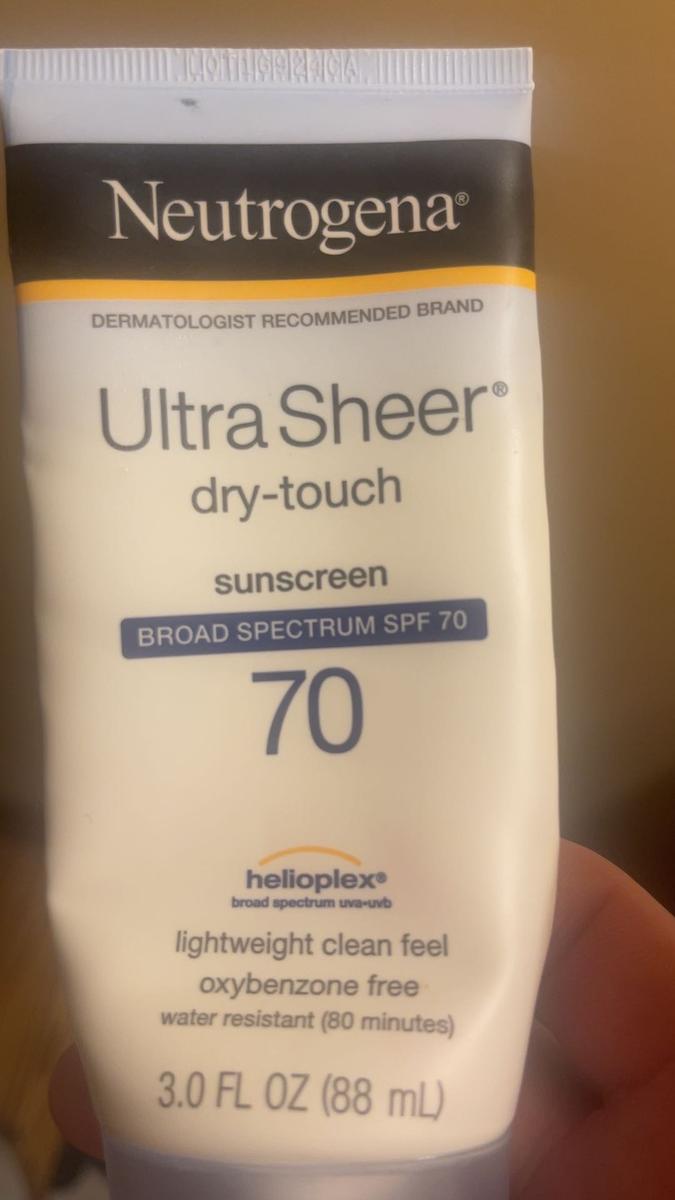 Neutrogena®
DERMATOLOGIST RECOMMENDED BRAND
Ultra Sheer®
dry-touch
sunscreen
BROAD SPECTRUM SPF 70
70
helioplex®
broad spectrum uva•uvb
lightweight clean feel
oxybenzone free
water resistant (80 minutes)
3.0 FL OZ (88 mL)